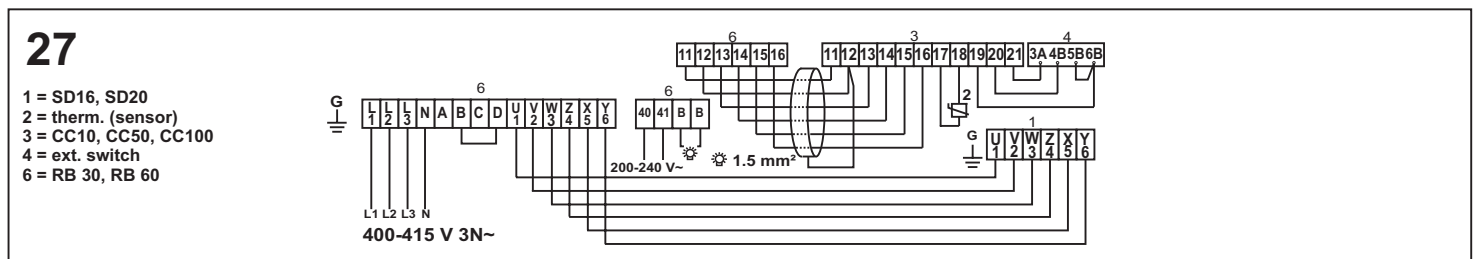 27
1 = SD16, SD20
2 = therm. (sensor)
3 = CC10, CC50, CC100
4 = ext. switch
6 = RB 30, RB 60
6
11 12 13 14 15 16
3
11 12 13 14 15 16 17 18 19 20 21
4
3A 4B 5B 6B
G
6
L1 L2 L3 N A B C D U1 V2 W3 Z4 X5 Y6
6
40 41 B B
200-240 V~
1.5 mm²
2
G
1
U1 V2 W3 Z4 X5 Y6
L1 L2 L3 N
400-415 V 3N~